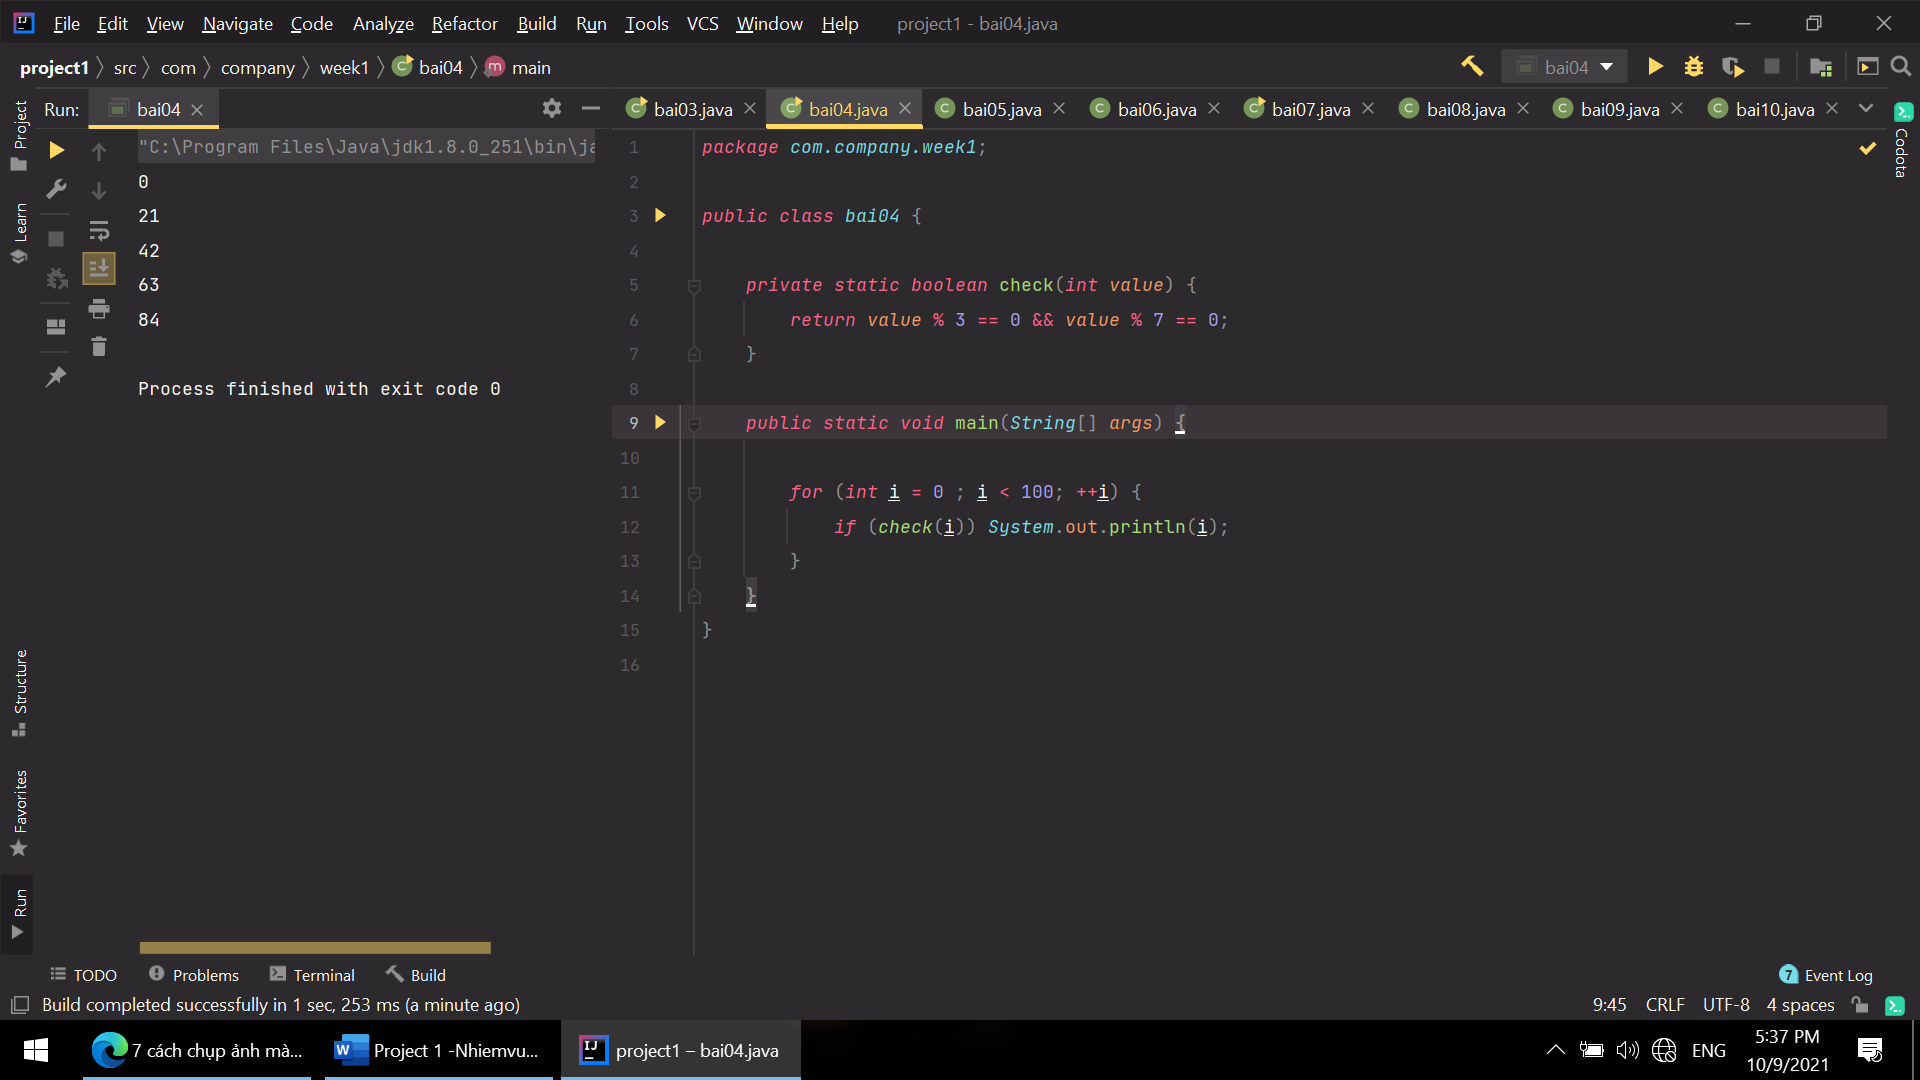 File Edit View Navigate Code Analyze Refactor Build Run Tools VCS Window Help project1 - bai04.java
project1 src com company week1 bai04 main
bai04
Run: bai04
bai03.java bai04.java bai05.java bai06.java bai07.java bai08.java bai09.java bai10.java
Project
Learn
Structure
Favorites
Run
Codota
"C:\Program Files\Java\jdk1.8.0_251\bin\ja
0
21
42
63
84
Process finished with exit code 0
1 package com.company.week1;
2
3 public class bai04 {
4
5 private static boolean check(int value) {
6 return value % 3 == 0 && value % 7 == 0;
7 }
8
9 public static void main(String[] args) {
10
11 for (int i = 0 ; i < 100; ++i) {
12 if (check(i)) System.out.println(i);
13 }
14 }
15 }
16
TODO Problems Terminal Build 7 Event Log
Build completed successfully in 1 sec, 253 ms (a minute ago) 9:45 CRLF UTF-8 4 spaces
7 cách chụp ảnh mà... Project 1 -Nhiemvu... project1 – bai04.java ENG
5:37 PM
10/9/2021